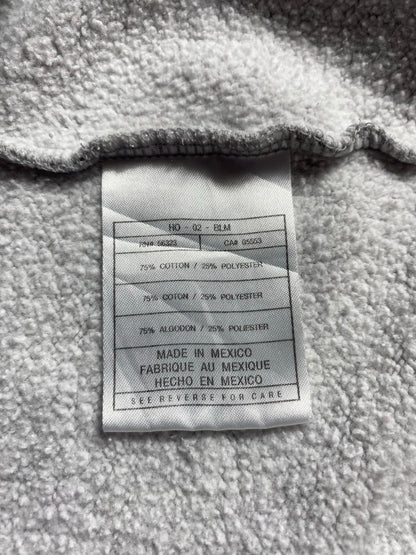 HO - 02 - BLM
RN# 56323 CA# 05553
75% COTTON / 25% POLYESTER
75% COTON / 25% POLYESTER
75% ALGODON / 25% POLIESTER
MADE IN MEXICO
FABRIQUE AU MEXIQUE
HECHO EN MEXICO
SEE REVERSE FOR CARE